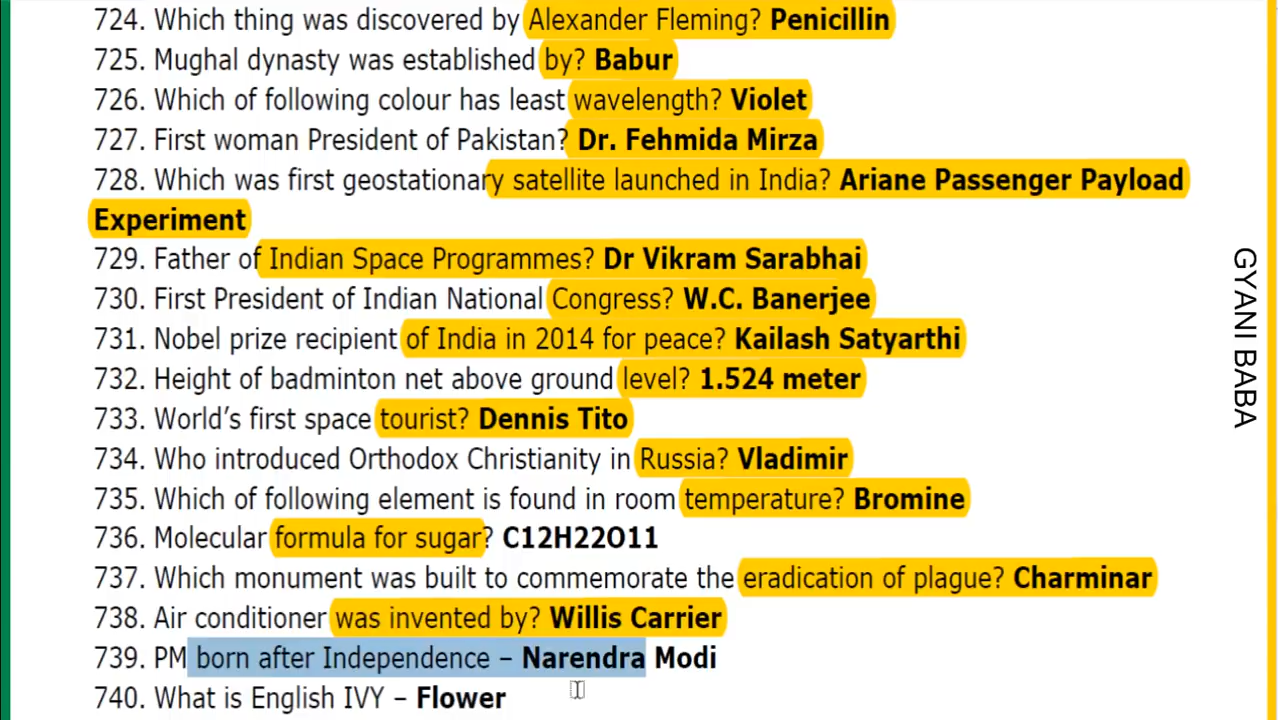 724. Which thing was discovered by Alexander Fleming? Penicillin
725. Mughal dynasty was established by? Babur
726. Which of following colour has least wavelength? Violet
727. First woman President of Pakistan? Dr. Fehmida Mirza
728. Which was first geostationary satellite launched in India? Ariane Passenger Payload
Experiment
729. Father of Indian Space Programmes? Dr Vikram Sarabhai
730. First President of Indian National Congress? W.C. Banerjee
731. Nobel prize recipient of India in 2014 for peace? Kailash Satyarthi
732. Height of badminton net above ground level? 1.524 meter
733. World's first space tourist? Dennis Tito
734. Who introduced Orthodox Christianity in Russia? Vladimir
735. Which of following element is found in room temperature? Bromine
736. Molecular formula for sugar? C12H22O11
737. Which monument was built to commemorate the eradication of plague? Charminar
738. Air conditioner was invented by? Willis Carrier
739. PM born after Independence – Narendra Modi
740. What is English IVY – Flower
GYANI BABA